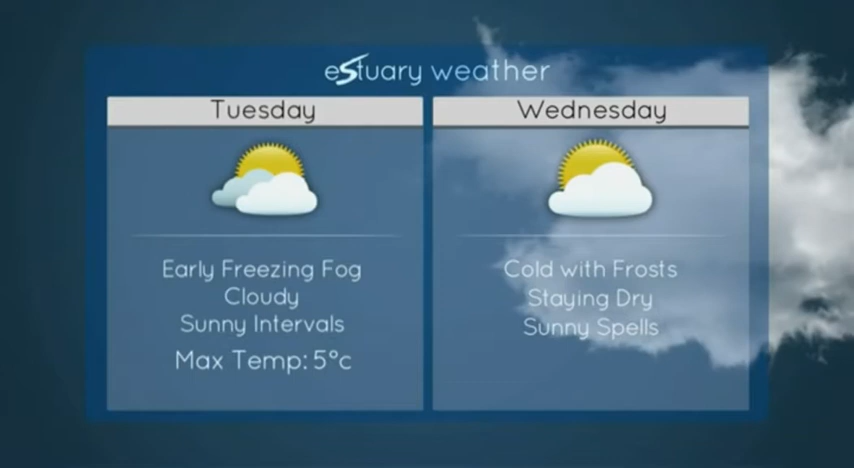 eStuary weather
Tuesday
Early Freezing Fog
Cloudy
Sunny Intervals
Max Temp: 5°c
Wednesday
Cold with Frosts
Staying Dry
Sunny Spells